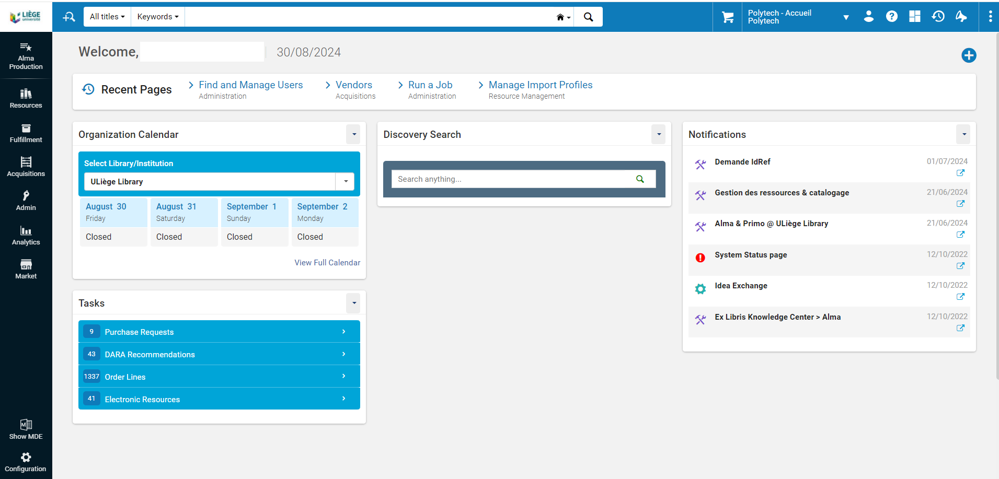 LIÈGE
université
All titles
Keywords
Polytech - Accueil
Polytech
Alma
Production
Resources
Fulfillment
Acquisitions
Admin
Analytics
Market
Show MDE
Configuration
Welcome,
30/08/2024
Recent Pages
Find and Manage Users
Administration
Vendors
Acquisitions
Run a Job
Administration
Manage Import Profiles
Resource Management
Organization Calendar
Select Library/Institution
ULiège Library
August 30
Friday
Closed
August 31
Saturday
Closed
September 1
Sunday
Closed
September 2
Monday
Closed
View Full Calendar
Tasks
9 Purchase Requests
43 DARA Recommendations
1337 Order Lines
41 Electronic Resources
Discovery Search
Search anything...
Notifications
Demande IdRef 01/07/2024
Gestion des ressources & catalogage 21/06/2024
Alma & Primo @ ULiège Library 21/06/2024
System Status page 12/10/2022
Idea Exchange 12/10/2022
Ex Libris Knowledge Center > Alma 12/10/2022